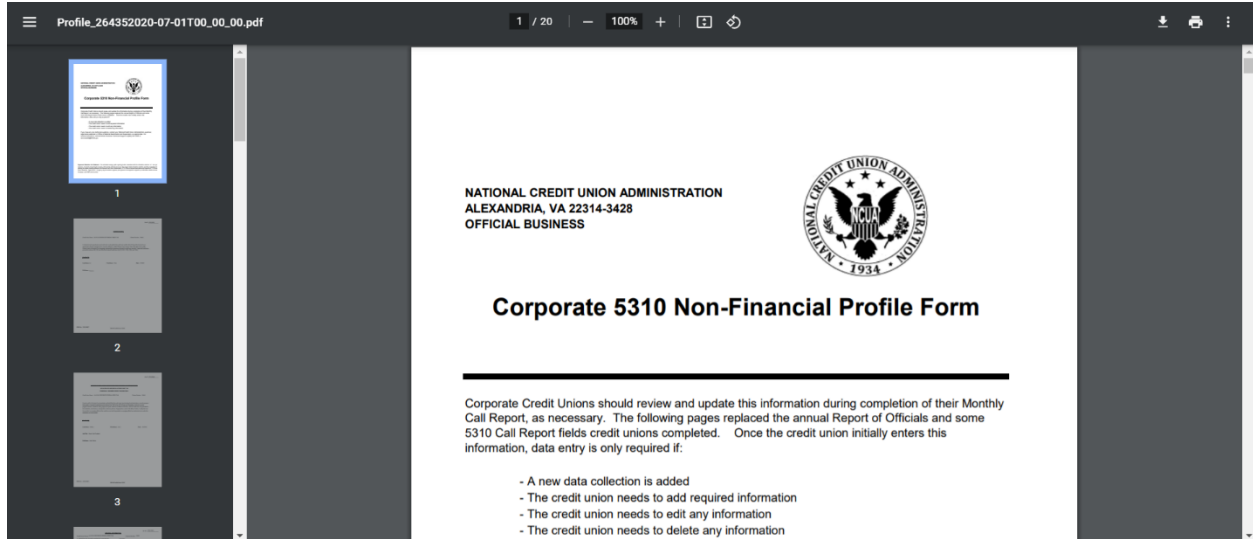 Profile_264352020-07-01T00_00_00.pdf
1 / 20
100%
1
2
3
NATIONAL CREDIT UNION ADMINISTRATION
ALEXANDRIA, VA 22314-3428
OFFICIAL BUSINESS
NATIONAL CREDIT UNION ADMINISTRATION
NCUA
1934
Corporate 5310 Non-Financial Profile Form
Corporate Credit Unions should review and update this information during completion of their Monthly
Call Report, as necessary. The following pages replaced the annual Report of Officials and some
5310 Call Report fields credit unions completed. Once the credit union initially enters this
information, data entry is only required if:
- A new data collection is added
- The credit union needs to add required information
- The credit union needs to edit any information
- The credit union needs to delete any information